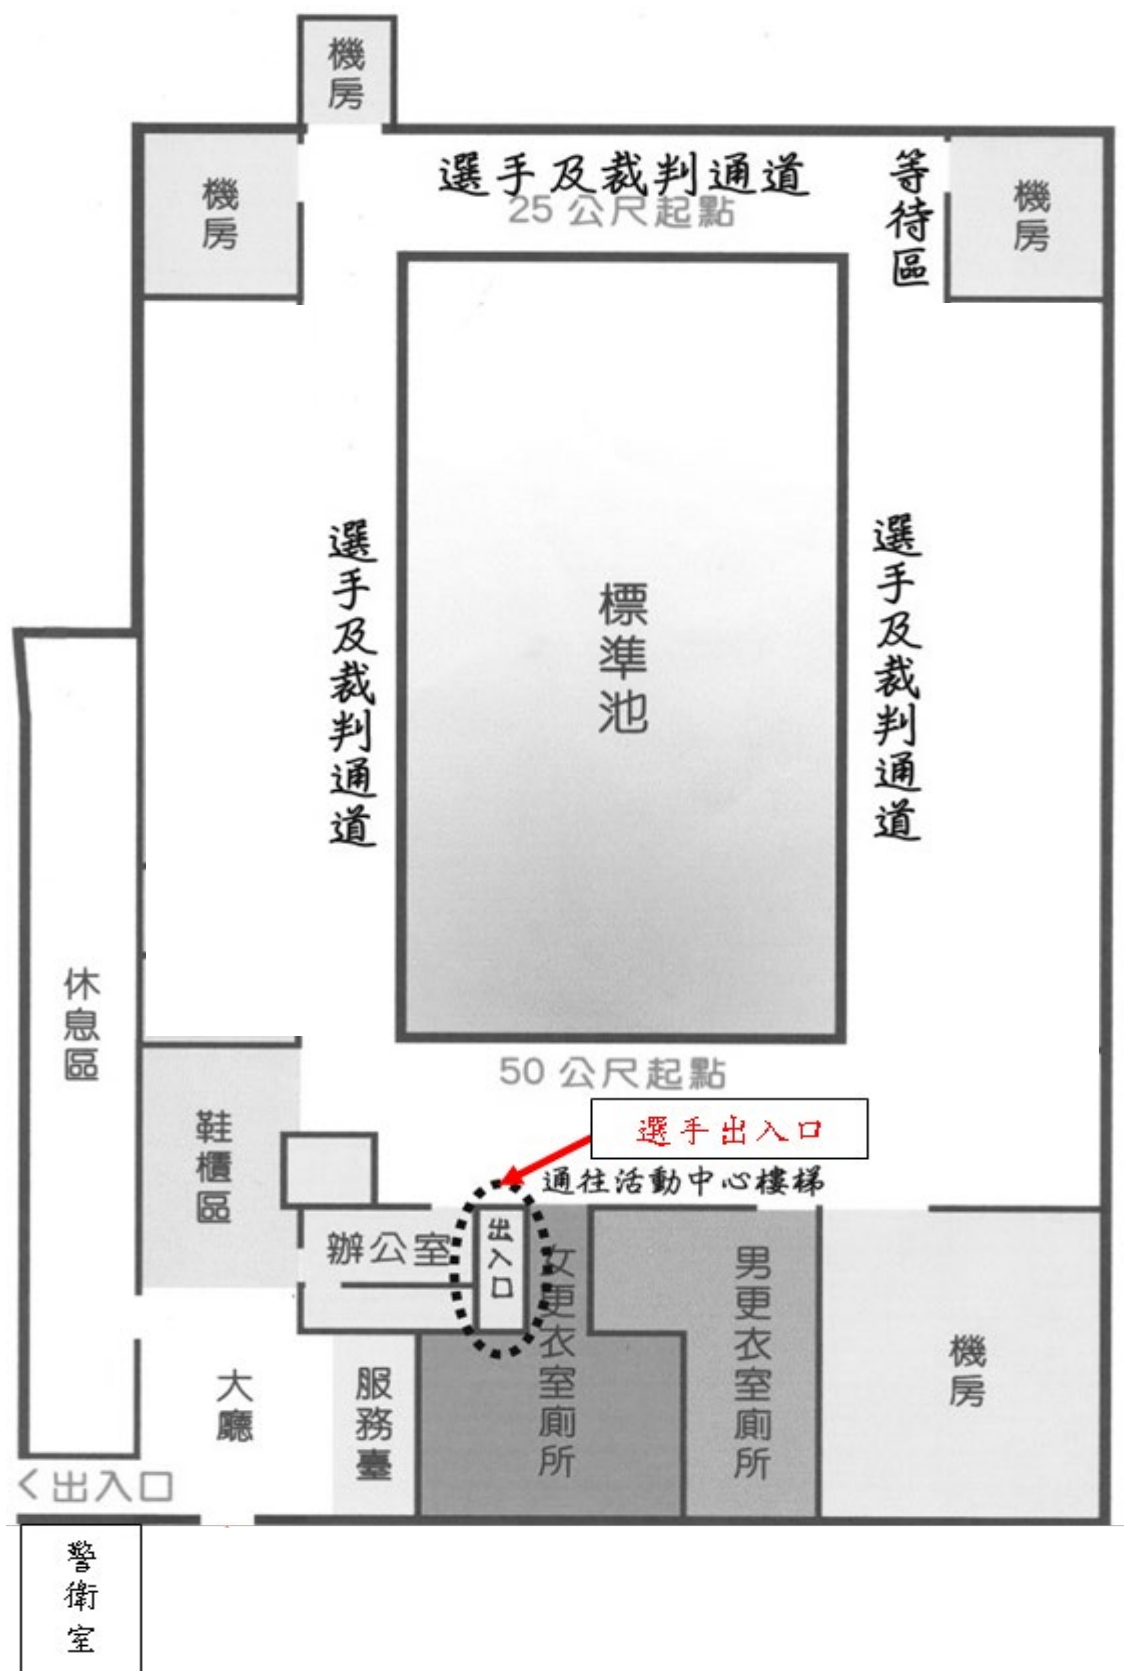 機房
選手及裁判通道
25 公尺起點
等待區
機房
機房
選手及裁判通道
標準池
選手及裁判通道
休息區
50 公尺起點
選手出入口
通往活動中心樓梯
鞋櫃區
辦公室
出入口
女更衣室廁所
男更衣室廁所
機房
大廳
服務臺
<出入口
警衛室